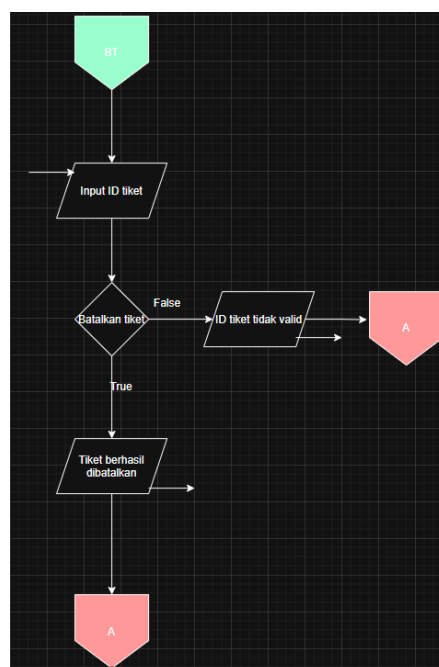 BT
Input ID tiket
Batalkan tiket
False
ID tiket tidak valid
A
True
Tiket berhasil
dibatalkan
A